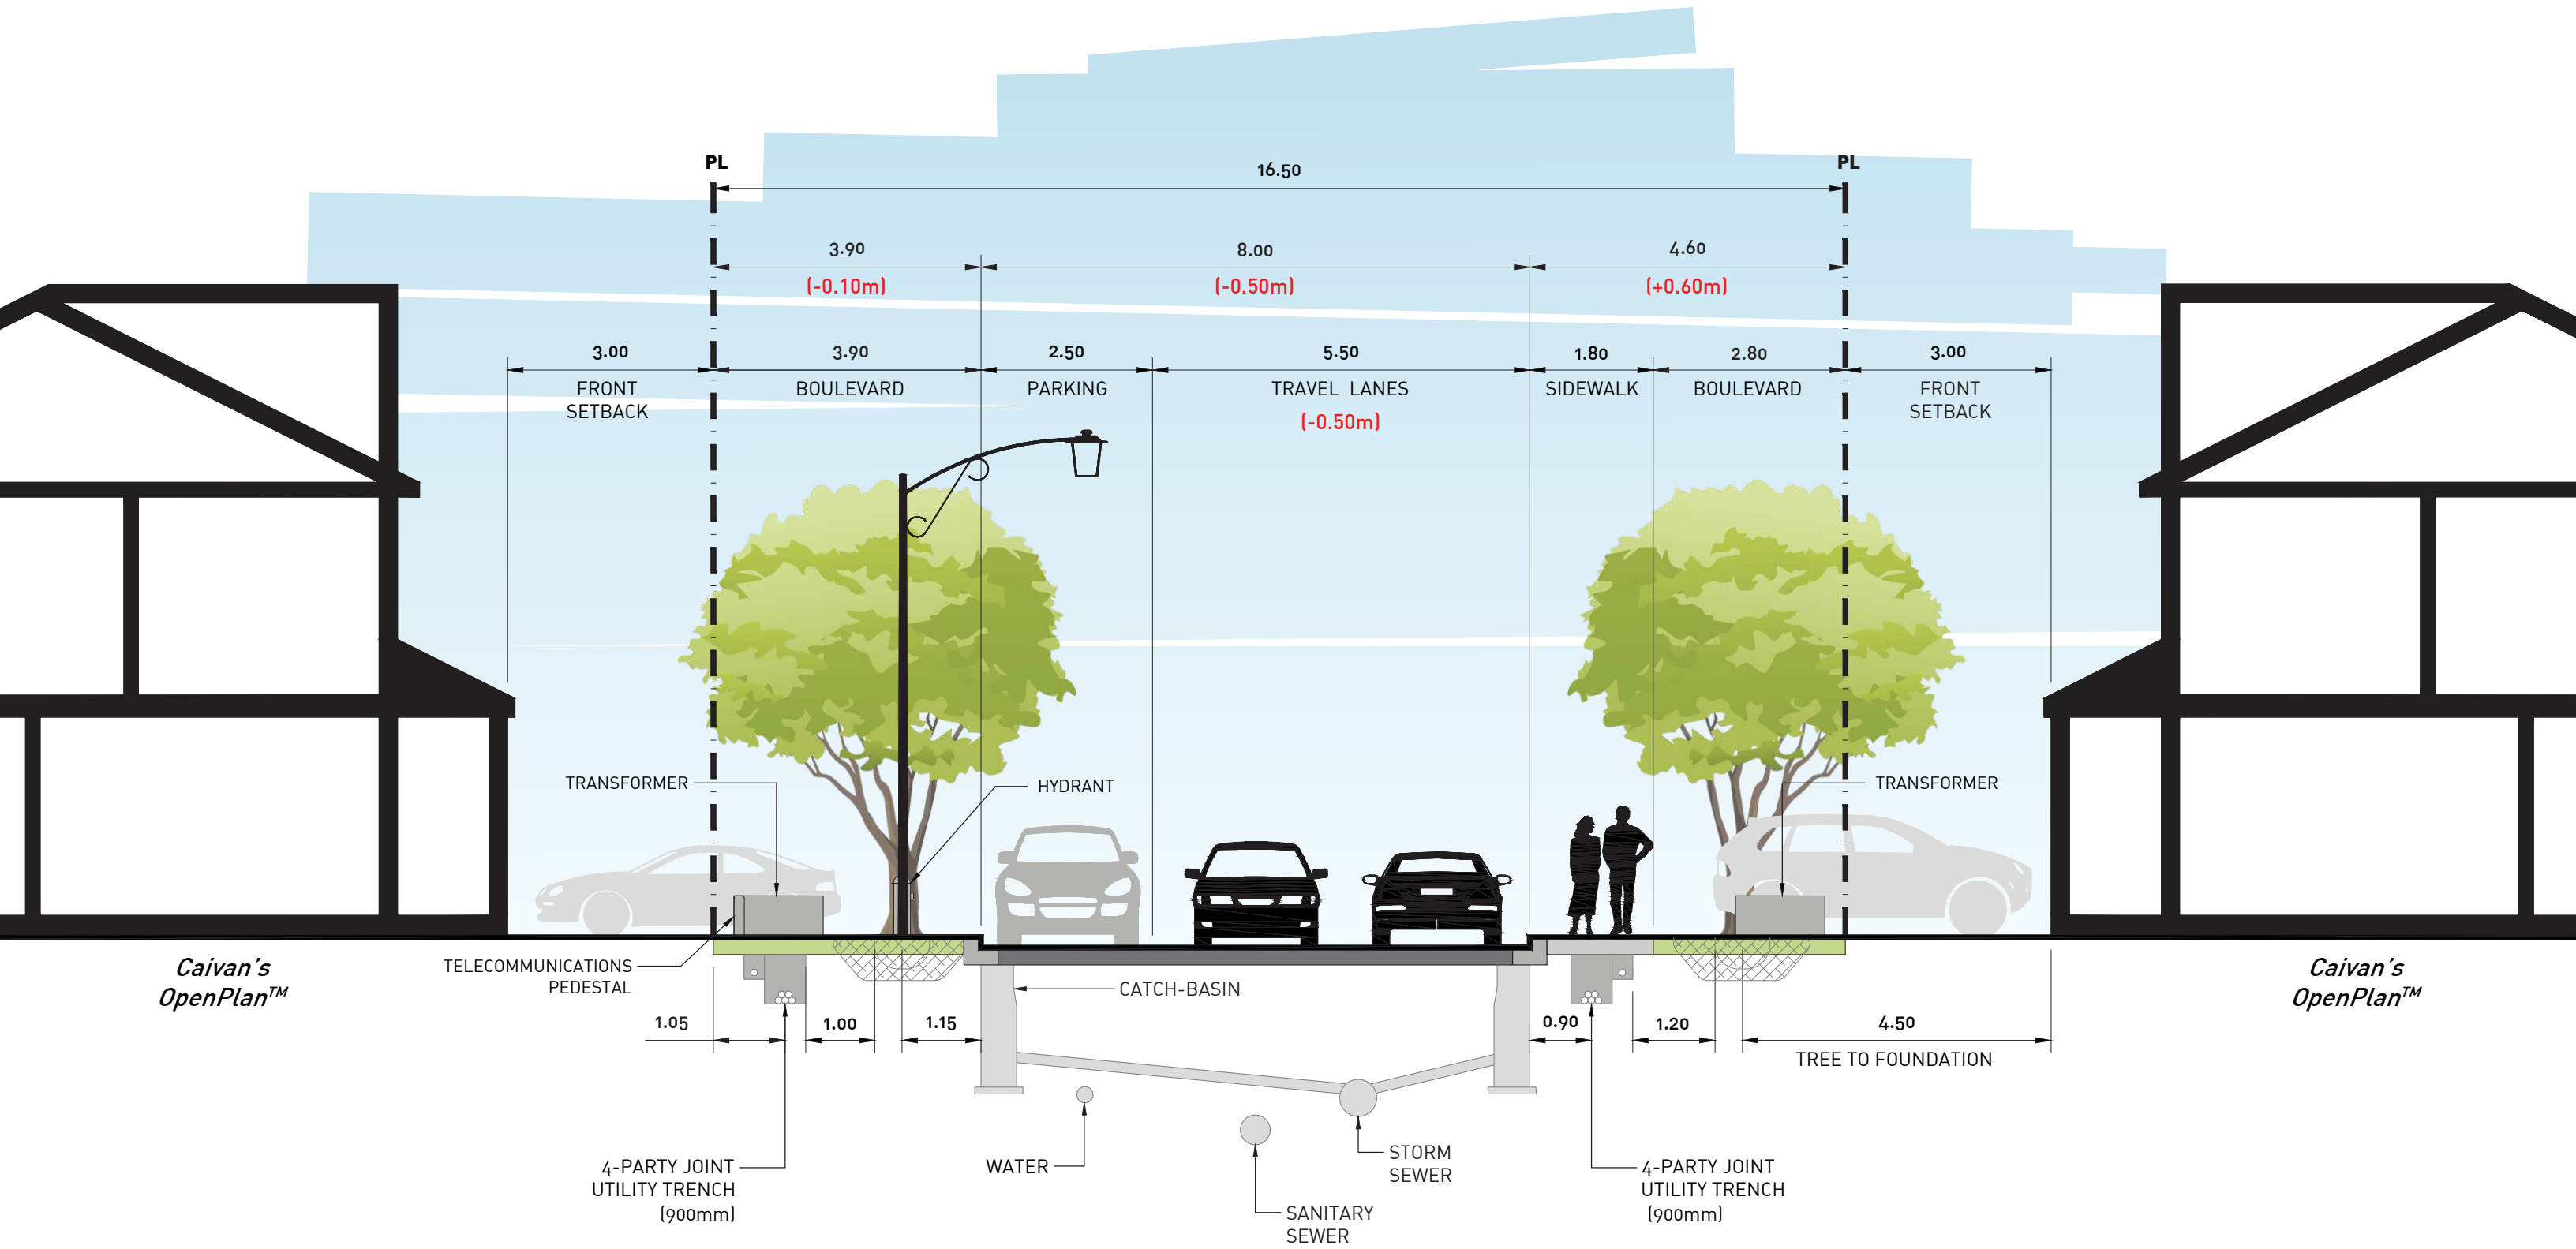 PL
PL
16.50
3.90
8.00
4.60
(-0.10m)
(-0.50m)
(+0.60m)
3.00
3.90
2.50
5.50
1.80
2.80
3.00
FRONT
SETBACK
BOULEVARD
PARKING
TRAVEL LANES
SIDEWALK
BOULEVARD
FRONT
SETBACK
(-0.50m)
TRANSFORMER
HYDRANT
TRANSFORMER
Caivan's
OpenPlan™
TELECOMMUNICATIONS
PEDESTAL
CATCH-BASIN
Caivan's
OpenPlan™
1.05
1.00
1.15
0.90
1.20
4.50
TREE TO FOUNDATION
4-PARTY JOINT
UTILITY TRENCH
(900mm)
WATER
SANITARY
SEWER
STORM
SEWER
4-PARTY JOINT
UTILITY TRENCH
(900mm)